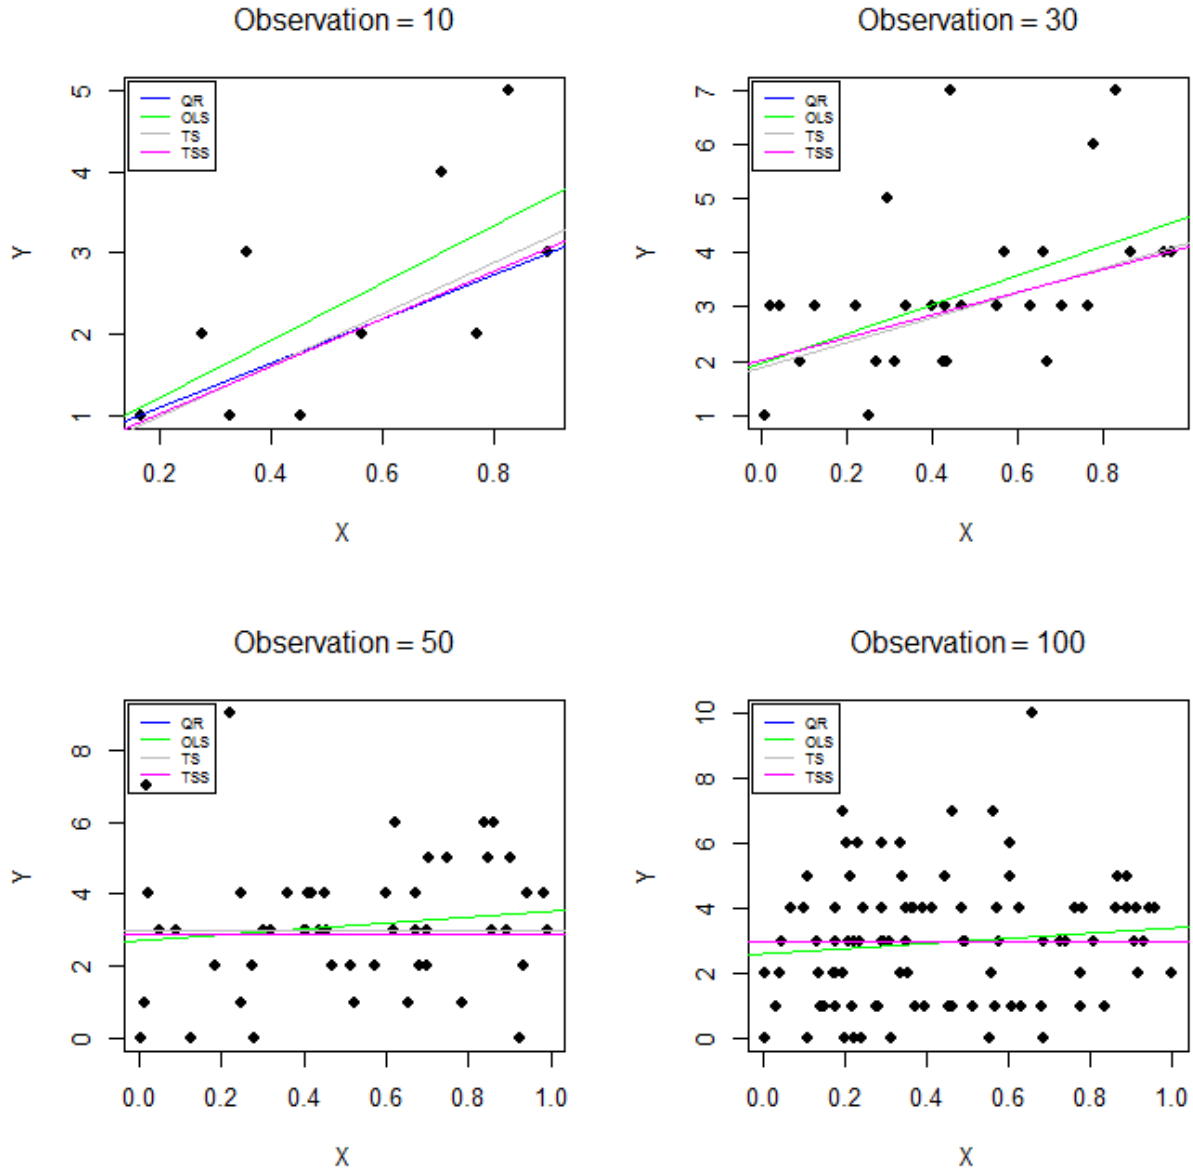 Observation = 10
5
4
3
2
1
Y
QR
OLS
TS
TSS
0.2 0.4 0.6 0.8
X
Observation = 30
7
6
5
4
3
2
1
Y
QR
OLS
TS
TSS
0.0 0.2 0.4 0.6 0.8
X
Observation = 50
8
6
4
2
0
Y
QR
OLS
TS
TSS
0.0 0.2 0.4 0.6 0.8 1.0
X
Observation = 100
10
8
6
4
2
0
Y
QR
OLS
TS
TSS
0.0 0.2 0.4 0.6 0.8 1.0
X